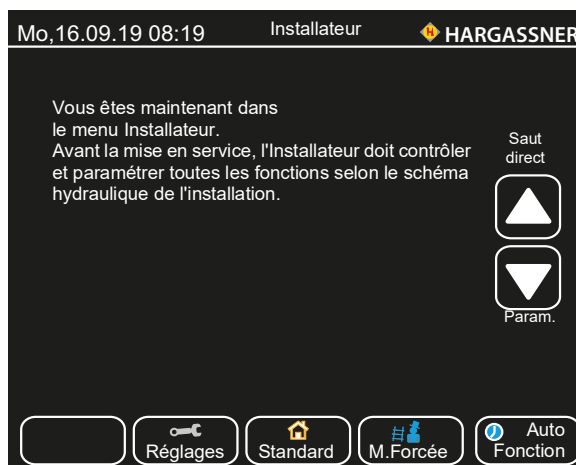 Mo,16.09.19 08:19 Installateur HARGASSNER
Vous êtes maintenant dans
le menu Installateur.
Avant la mise en service, l'Installateur doit contrôler
et paramétrer toutes les fonctions selon le schéma
hydraulique de l'installation.
Saut
direct
Param.
Réglages
Standard
M.Forcée
Auto
Fonction